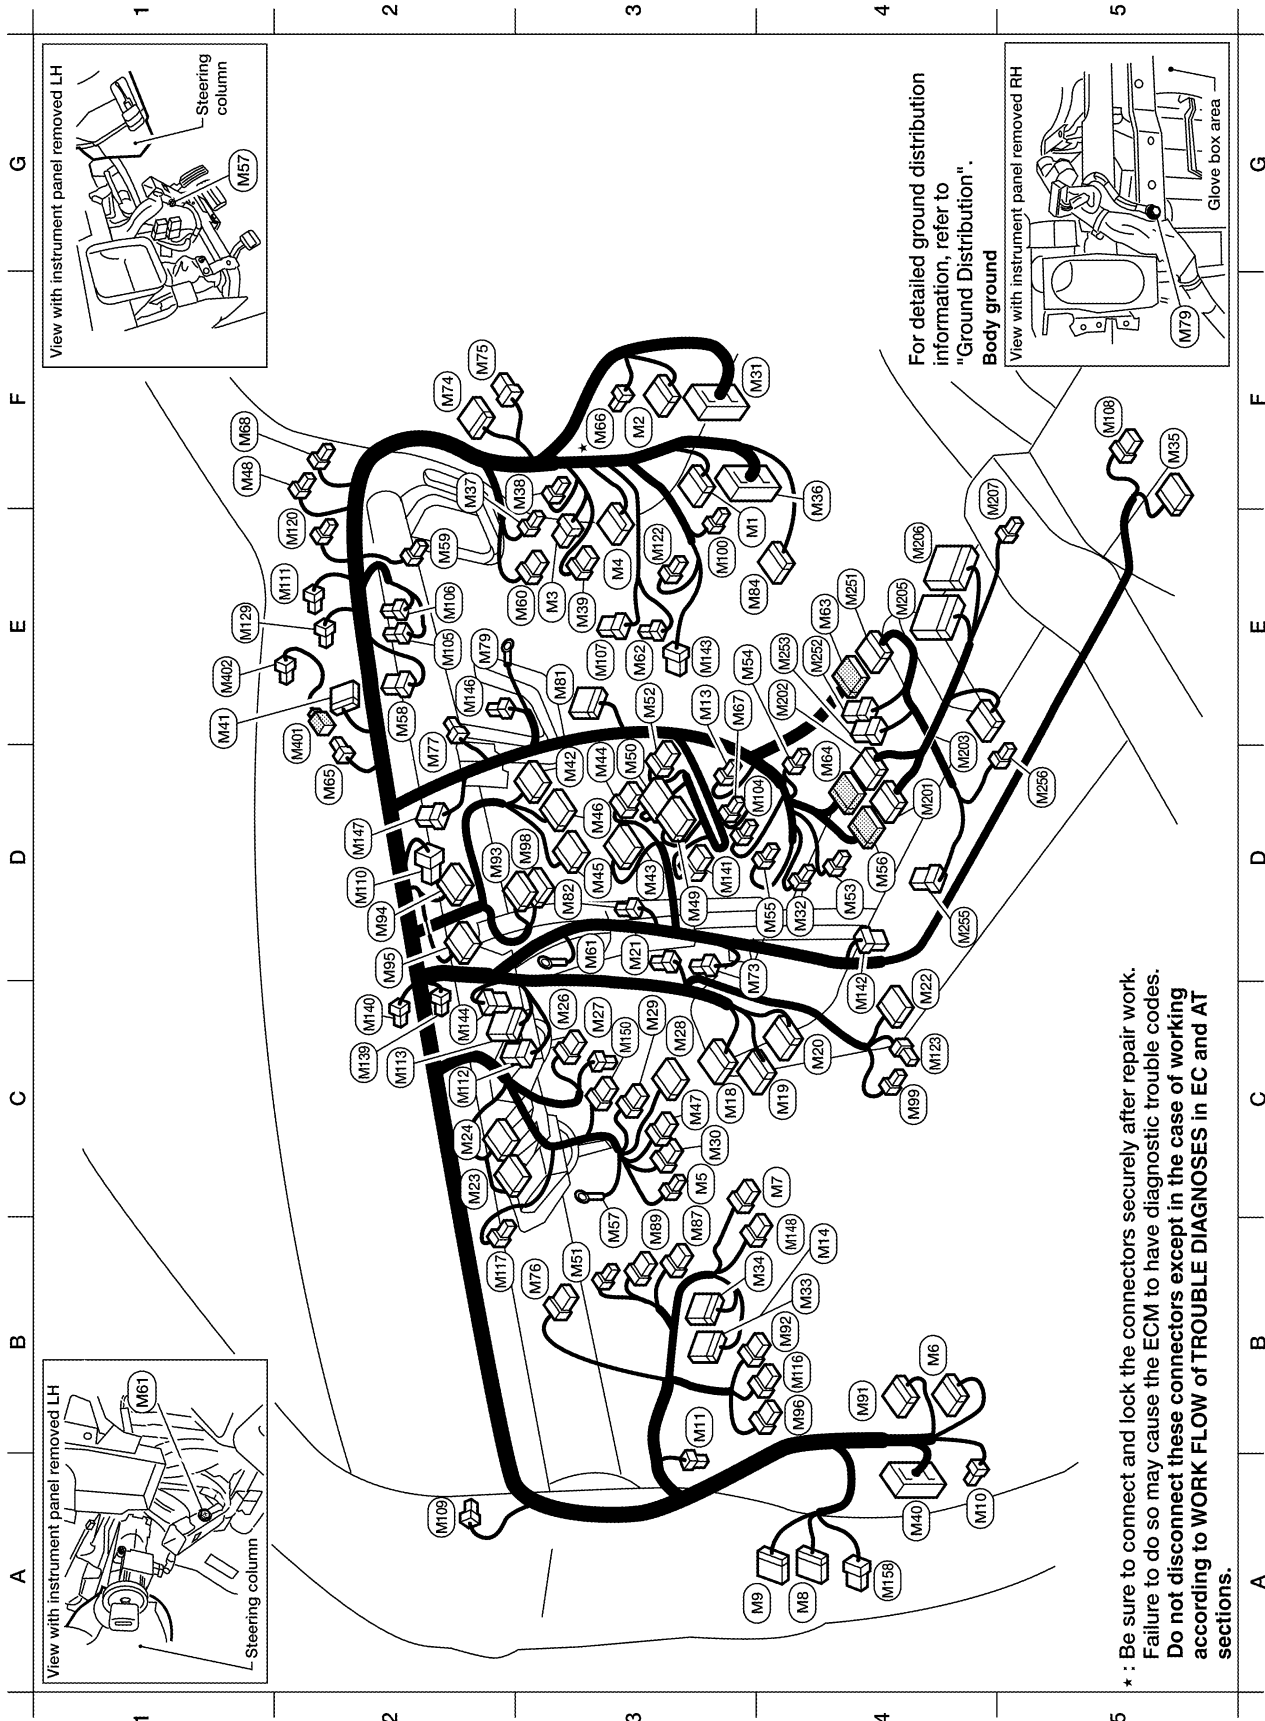 1
2
3
4
5
A
B
C
D
E
F
G
View with instrument panel removed LH
M61
Steering column
View with instrument panel removed LH
Steering
column
M57
M109
M117
M76
M51
M89
M87
M11
M96
M116
M92
M33
M34
M14
M148
M7
M9
M8
M158
M40
M10
M91
M6
M140
M139
M113
M144
M112
M24
M23
M26
M27
M150
M29
M28
M47
M30
M5
M57
M18
M19
M20
M99
M123
M22
M142
M147
M110
M94
M95
M93
M98
M82
M61
M21
M73
M45
M46
M43
M42
M44
M50
M52
M49
M141
M55
M32
M53
M56
M104
M64
M67
M13
M54
M201
M203
M202
M252
M253
M63
M251
M205
M206
M207
M255
M256
M402
M41
M401
M65
M129
M111
M120
M48
M68
M58
M77
M146
M79
M105
M106
M59
M81
M107
M62
M143
M60
M3
M39
M4
M122
M100
M84
M1
M36
M37
M38
M74
M75
M66
★
M2
M31
M108
M35
For detailed ground distribution
information, refer to
"Ground Distribution".
Body ground
View with instrument panel removed RH
M79
Glove box area
★ : Be sure to connect and lock the connectors securely after repair work.
Failure to do so may cause the ECM to have diagnostic trouble codes.
Do not disconnect these connectors except in the case of working
according to WORK FLOW of TROUBLE DIAGNOSES in EC and AT
sections.
A
B
C
D
E
F
G
1
2
3
4
5